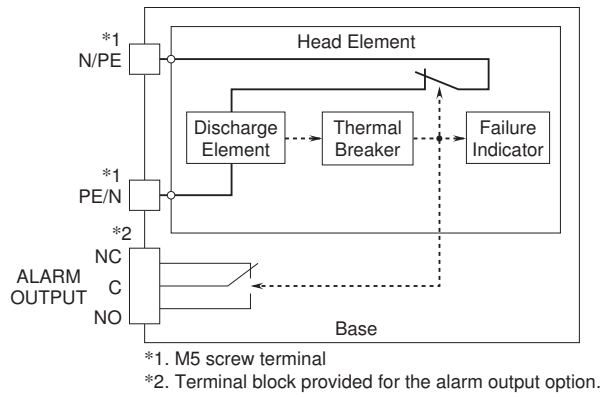 *1
N/PE
Head Element
Discharge
Element
Thermal
Breaker
Failure
Indicator
*1
PE/N
*2
NC
ALARM
OUTPUT
C
NO
Base
*1. M5 screw terminal
*2. Terminal block provided for the alarm output option.